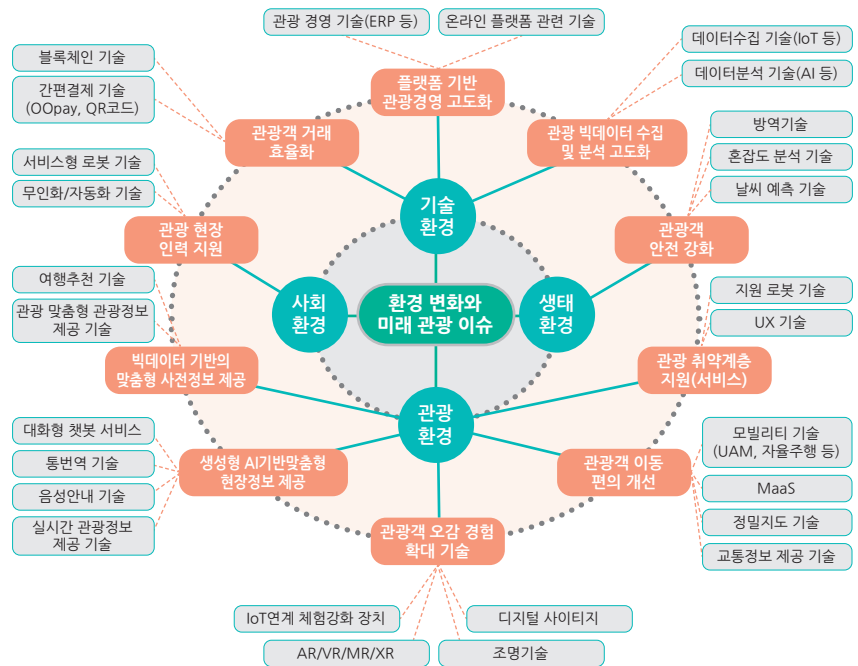 관광 경영 기술(ERP 등)
온라인 플랫폼 관련 기술
블록체인 기술
간편결제 기술
(OOpay, QR코드)
데이터수집 기술(IoT 등)
데이터분석 기술(AI 등)
플랫폼 기반
관광경영 고도화
관광객 거래
효율화
관광 빅데이터 수집
및 분석 고도화
서비스형 로봇 기술
무인화/자동화 기술
방역기술
혼잡도 분석 기술
날씨 예측 기술
기술
환경
관광 현장
인력 지원
관광객
안전 강화
여행추천 기술
관광 맞춤형 관광정보
제공 기술
사회
환경
환경 변화와
미래 관광 이슈
생태
환경
지원 로봇 기술
UX 기술
빅데이터 기반의
맞춤형 사전정보 제공
관광 취약계층
지원(서비스)
관광
환경
대화형 챗봇 서비스
통번역 기술
음성안내 기술
실시간 관광정보
제공 기술
생성형 AI기반맞춤형
현장정보 제공
관광객 이동
편의 개선
모빌리티 기술
(UAM, 자율주행 등)
MaaS
정밀지도 기술
교통정보 제공 기술
관광객 오감 경험
확대 기술
IoT연계 체험강화 장치
디지털 사이티지
AR/VR/MR/XR
조명기술